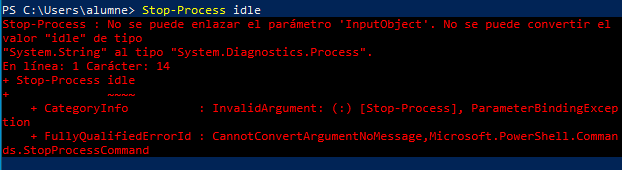 PS C:\Users\alumne> Stop-Process idle
Stop-Process : No se puede enlazar el parámetro 'InputObject'. No se puede convertir el
valor "idle" de tipo
"System.String" al tipo "System.Diagnostics.Process".
En línea: 1 Carácter: 14
+ Stop-Process idle
+              ~~~~
    + CategoryInfo          : InvalidArgument: (:) [Stop-Process], ParameterBindingExcep
tion
    + FullyQualifiedErrorId : CannotConvertArgumentNoMessage,Microsoft.PowerShell.Comman
ds.StopProcessCommand